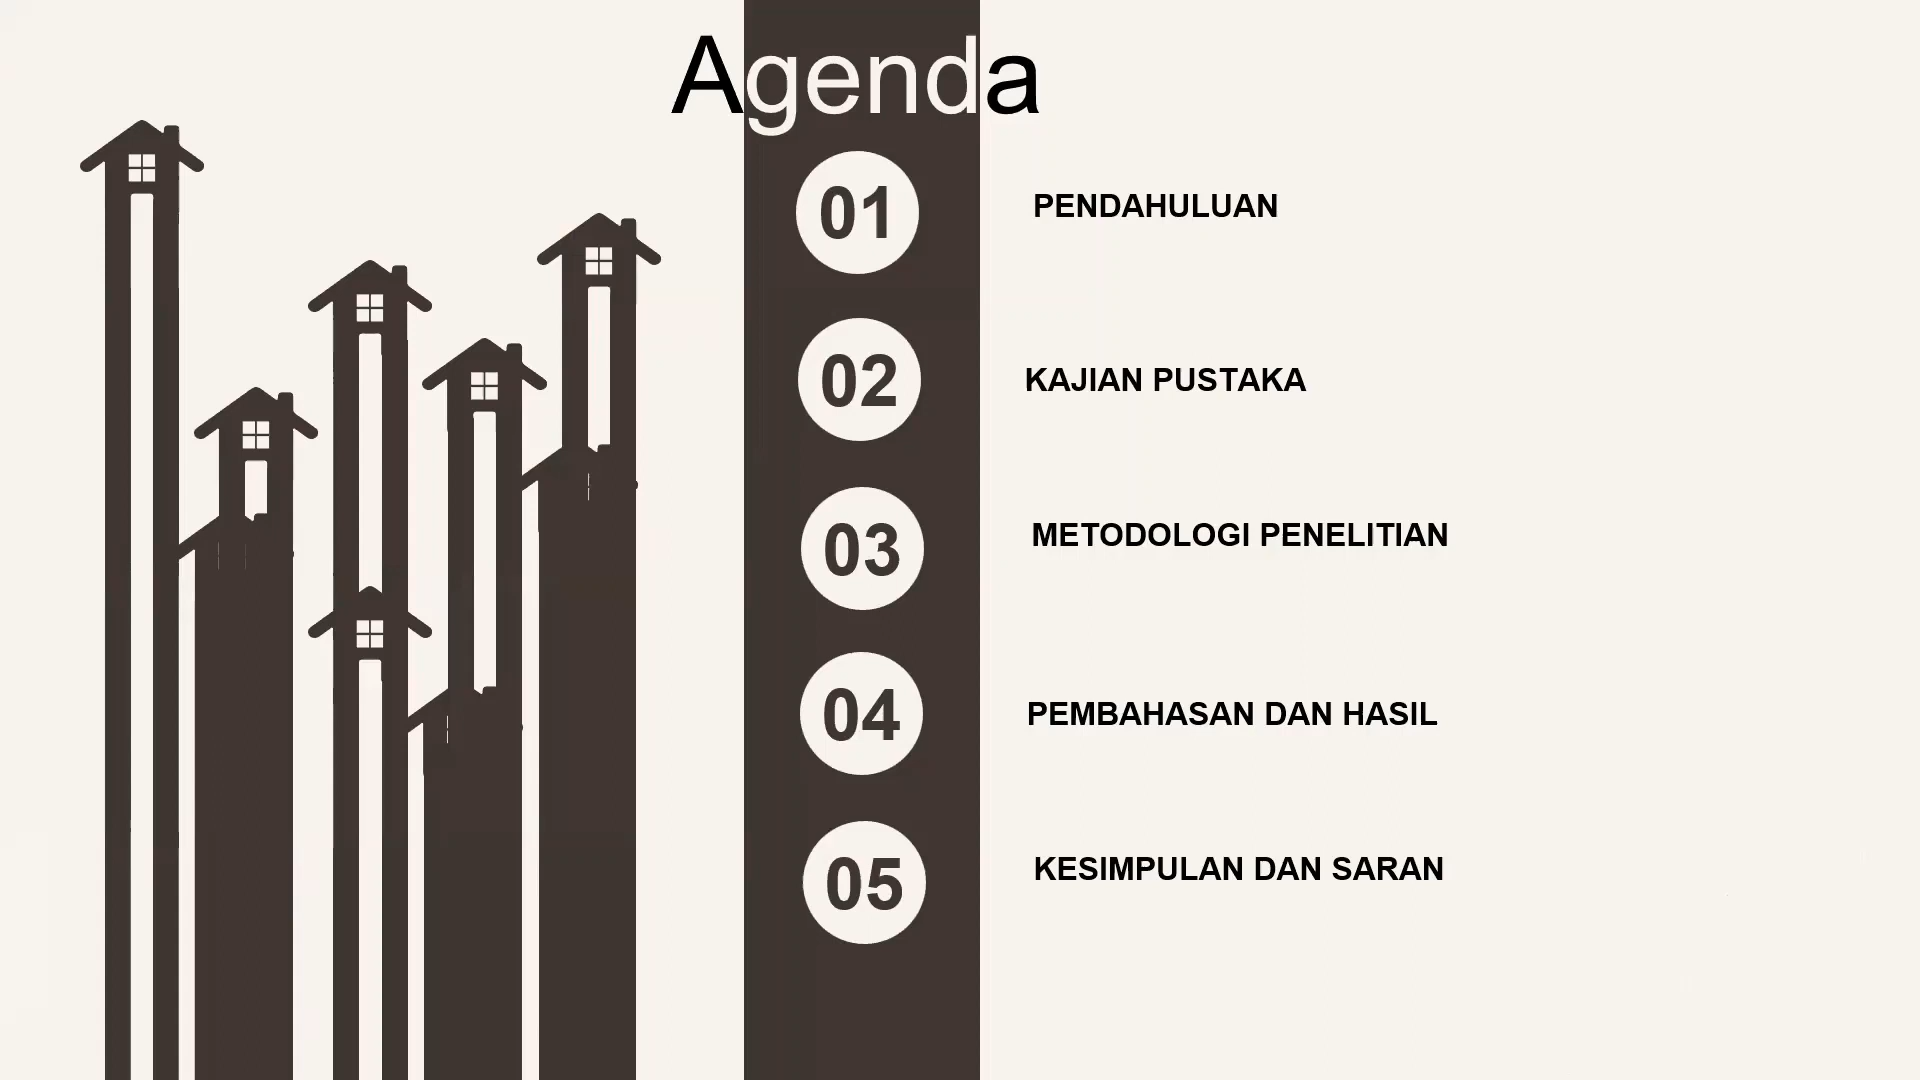 Agenda
01
PENDAHULUAN
02
KAJIAN PUSTAKA
03
METODOLOGI PENELITIAN
04
PEMBAHASAN DAN HASIL
05
KESIMPULAN DAN SARAN